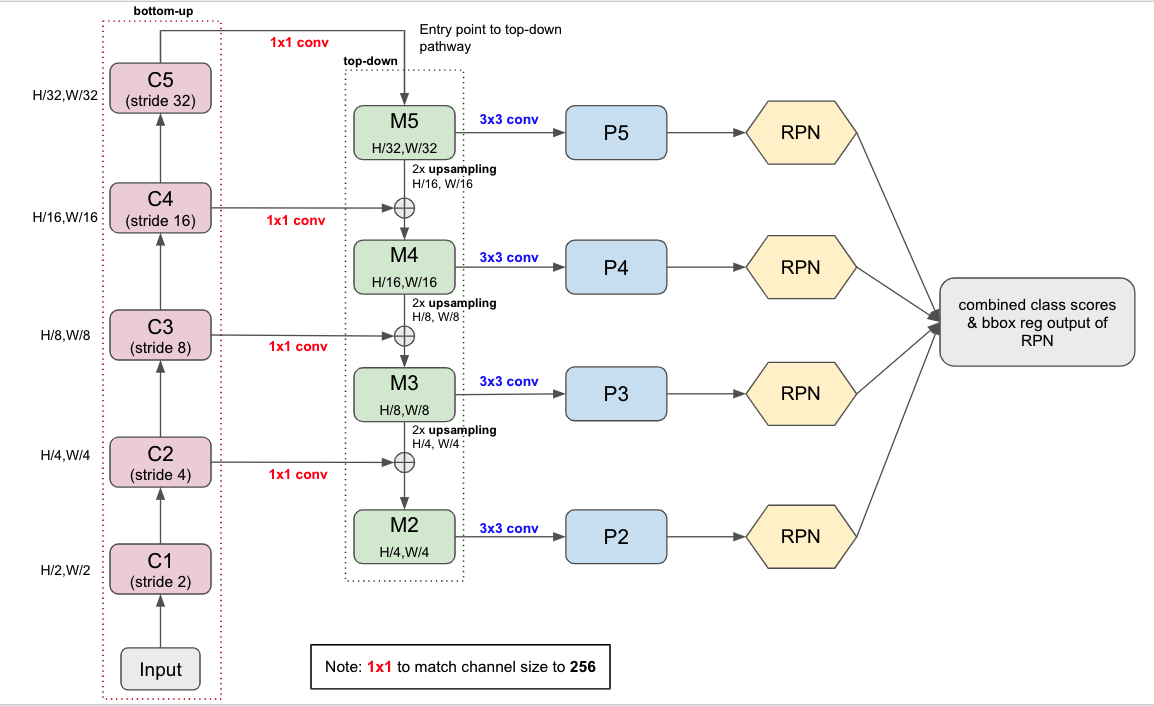 bottom-up
1x1 conv
Entry point to top-down
pathway
top-down
C5
(stride 32)
H/32,W/32
M5
H/32,W/32
3x3 conv
P5
RPN
2x upsampling
H/16, W/16
C4
(stride 16)
H/16,W/16
1x1 conv
M4
H/16,W/16
3x3 conv
P4
RPN
2x upsampling
H/8, W/8
combined class scores
& bbox reg output of
RPN
C3
(stride 8)
H/8,W/8
1x1 conv
M3
H/8,W/8
3x3 conv
P3
RPN
2x upsampling
H/4, W/4
C2
(stride 4)
H/4,W/4
1x1 conv
M2
H/4,W/4
3x3 conv
P2
RPN
C1
(stride 2)
H/2,W/2
Input
Note: 1x1 to match channel size to 256